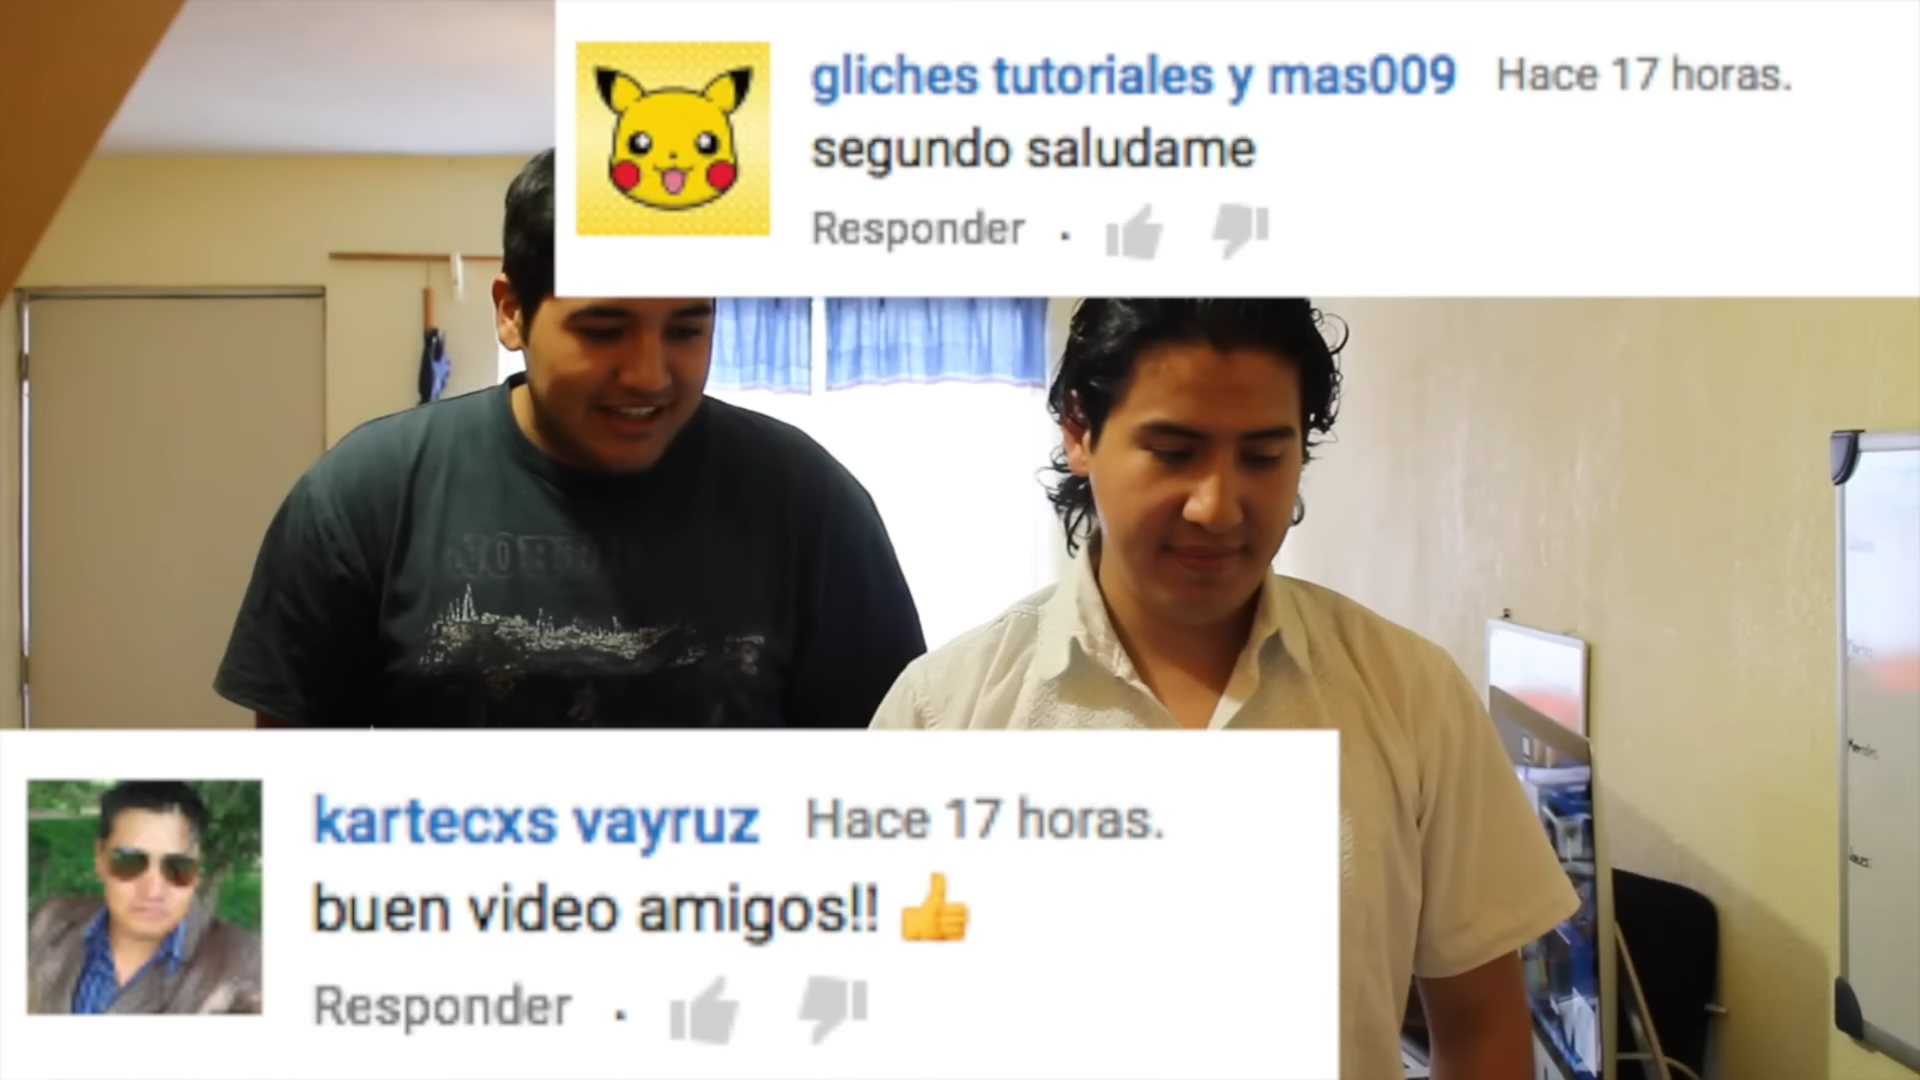 gliches tutoriales y mas009 Hace 17 horas.
segundo saludame
Responder .
kartecxs vayruz Hace 17 horas.
buen video amigos!! 👍
Responder .